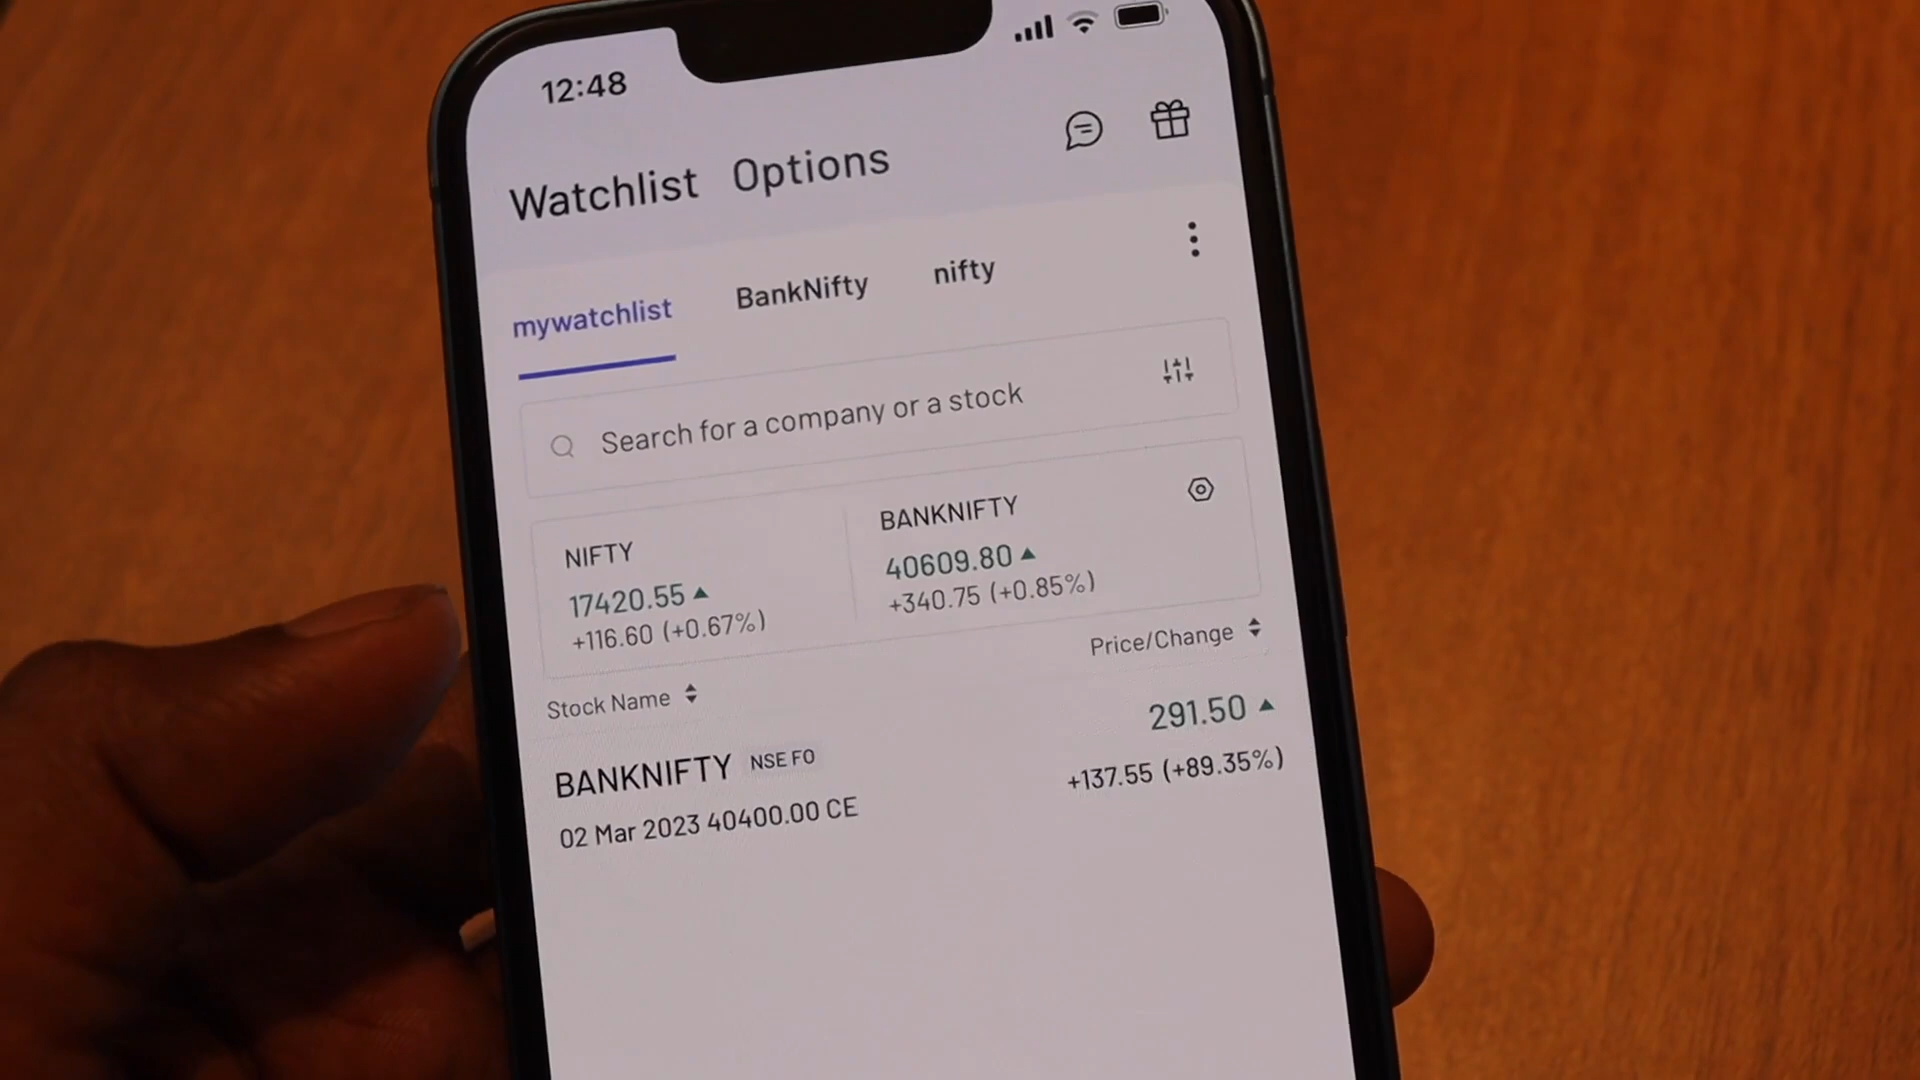 12:48
Watchlist Options
mywatchlist BankNifty nifty
Search for a company or a stock
NIFTY
17420.55
+116.60 (+0.67%)
BANKNIFTY
40609.80
+340.75 (+0.85%)
Stock Name
Price/Change
BANKNIFTY NSE FO
291.50
02 Mar 2023 40400.00 CE
+137.55 (+89.35%)